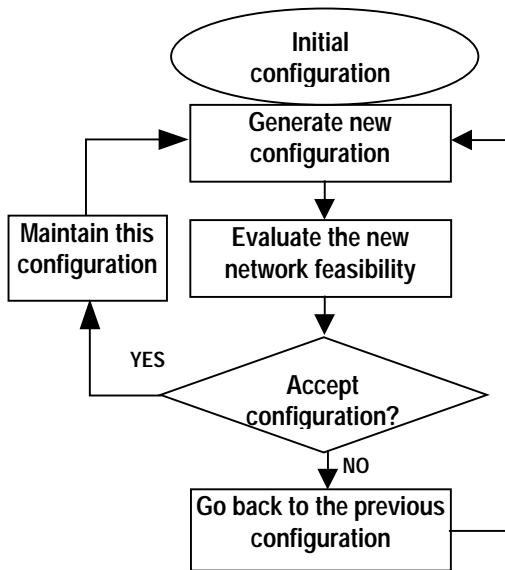 Initial
configuration
Generate new
configuration
Maintain this
configuration
Evaluate the new
network feasibility
YES
Accept
configuration?
NO
Go back to the previous
configuration